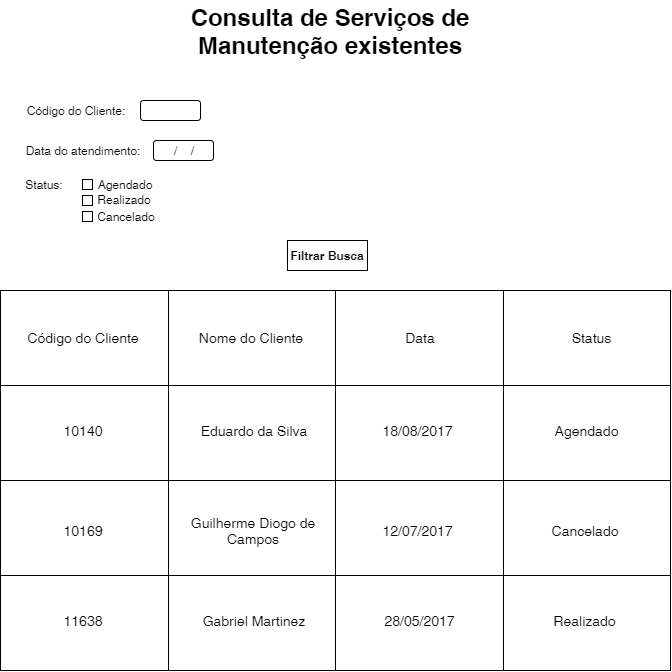 Consulta de Serviços de
Manutenção existentes
Código do Cliente:
Data do atendimento: / /
Status: Agendado
Realizado
Cancelado
Filtrar Busca
Código do Cliente Nome do Cliente Data Status
10140 Eduardo da Silva 18/08/2017 Agendado
10169 Guilherme Diogo de Campos 12/07/2017 Cancelado
11638 Gabriel Martinez 28/05/2017 Realizado